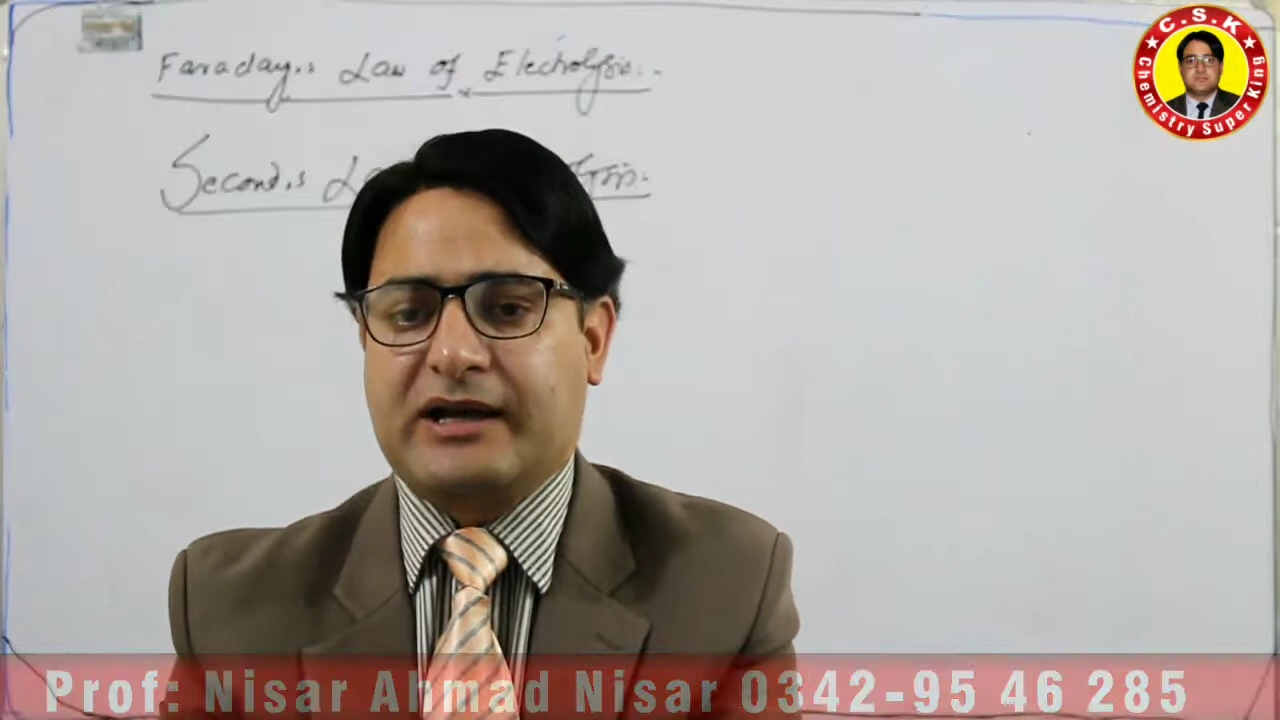 Faraday.s Law of Electrolysis:.
Second.s
C.S.K
Chemistry Super King
Prof: Nisar Ahmad Nisar 0342-95 46 285